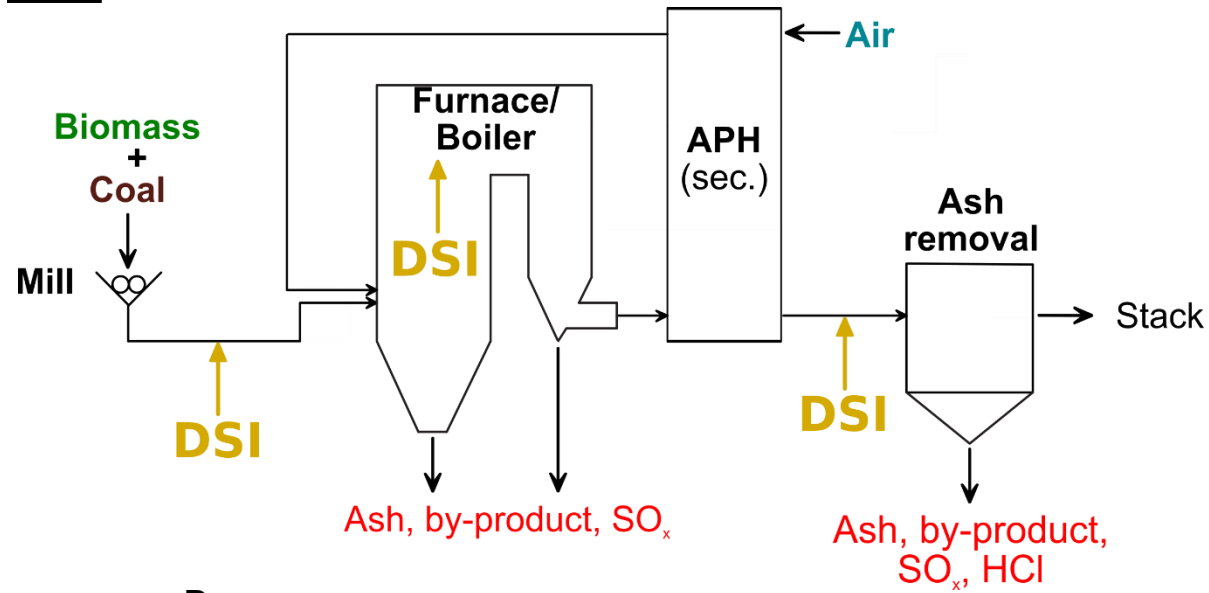 Air
Furnace/
Boiler
Biomass
+
Coal
APH
(sec.)
Ash
removal
DSI
Mill
Stack
DSI
DSI
Ash, by-product, SOx
Ash, by-product,
SOx, HCl